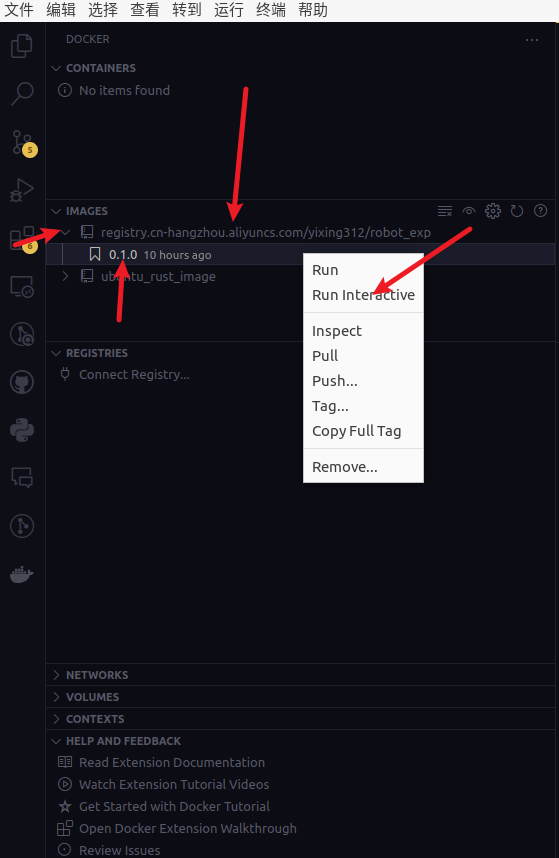 文件 编辑 选择 查看 转到 运行 终端 帮助
DOCKER
CONTAINERS
No items found
5
IMAGES
registry.cn-hangzhou.aliyuncs.com/yixing312/robot_exp
6
0.1.0 10 hours ago
ubuntu_rust_image
Run
Run Interactive
Inspect
Pull
Push...
Tag...
Copy Full Tag
Remove...
REGISTRIES
Connect Registry...
NETWORKS
VOLUMES
CONTEXTS
HELP AND FEEDBACK
Read Extension Documentation
Watch Extension Tutorial Videos
Get Started with Docker Tutorial
Open Docker Extension Walkthrough
Review Issues